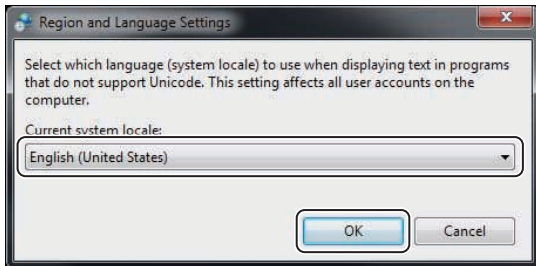 Region and Language Settings
Select which language (system locale) to use when displaying text in programs
that do not support Unicode. This setting affects all user accounts on the
computer.
Current system locale:
English (United States)
OK
Cancel